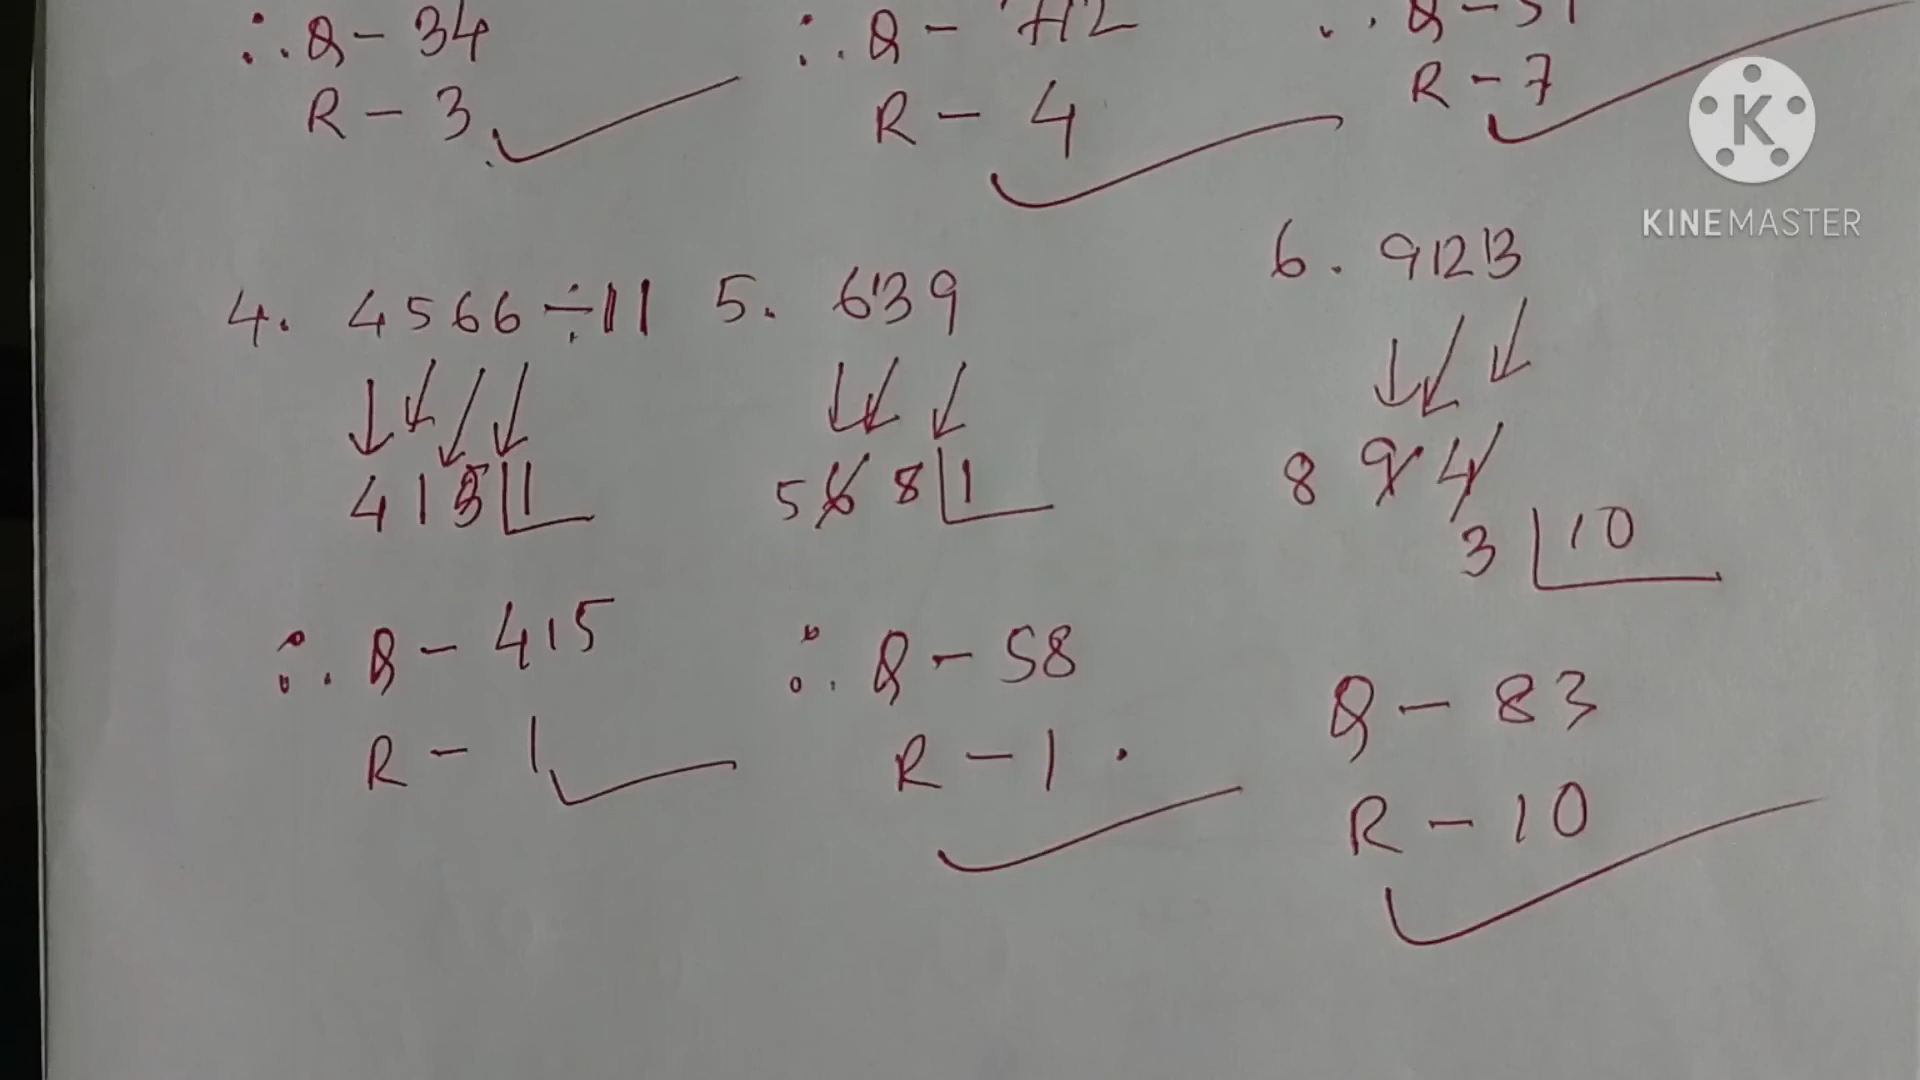 ∴ Q - 34
R - 3
∴ Q -
R - 4
R - 7
KINEMASTER
4. 4566 ÷ 11
4 1 5 1
∴ Q - 415
R - 1
5. 639
5 6 8 1
∴ Q - 58
R - 1 .
6. 9123
8 9 4
3 10
Q - 83
R - 10